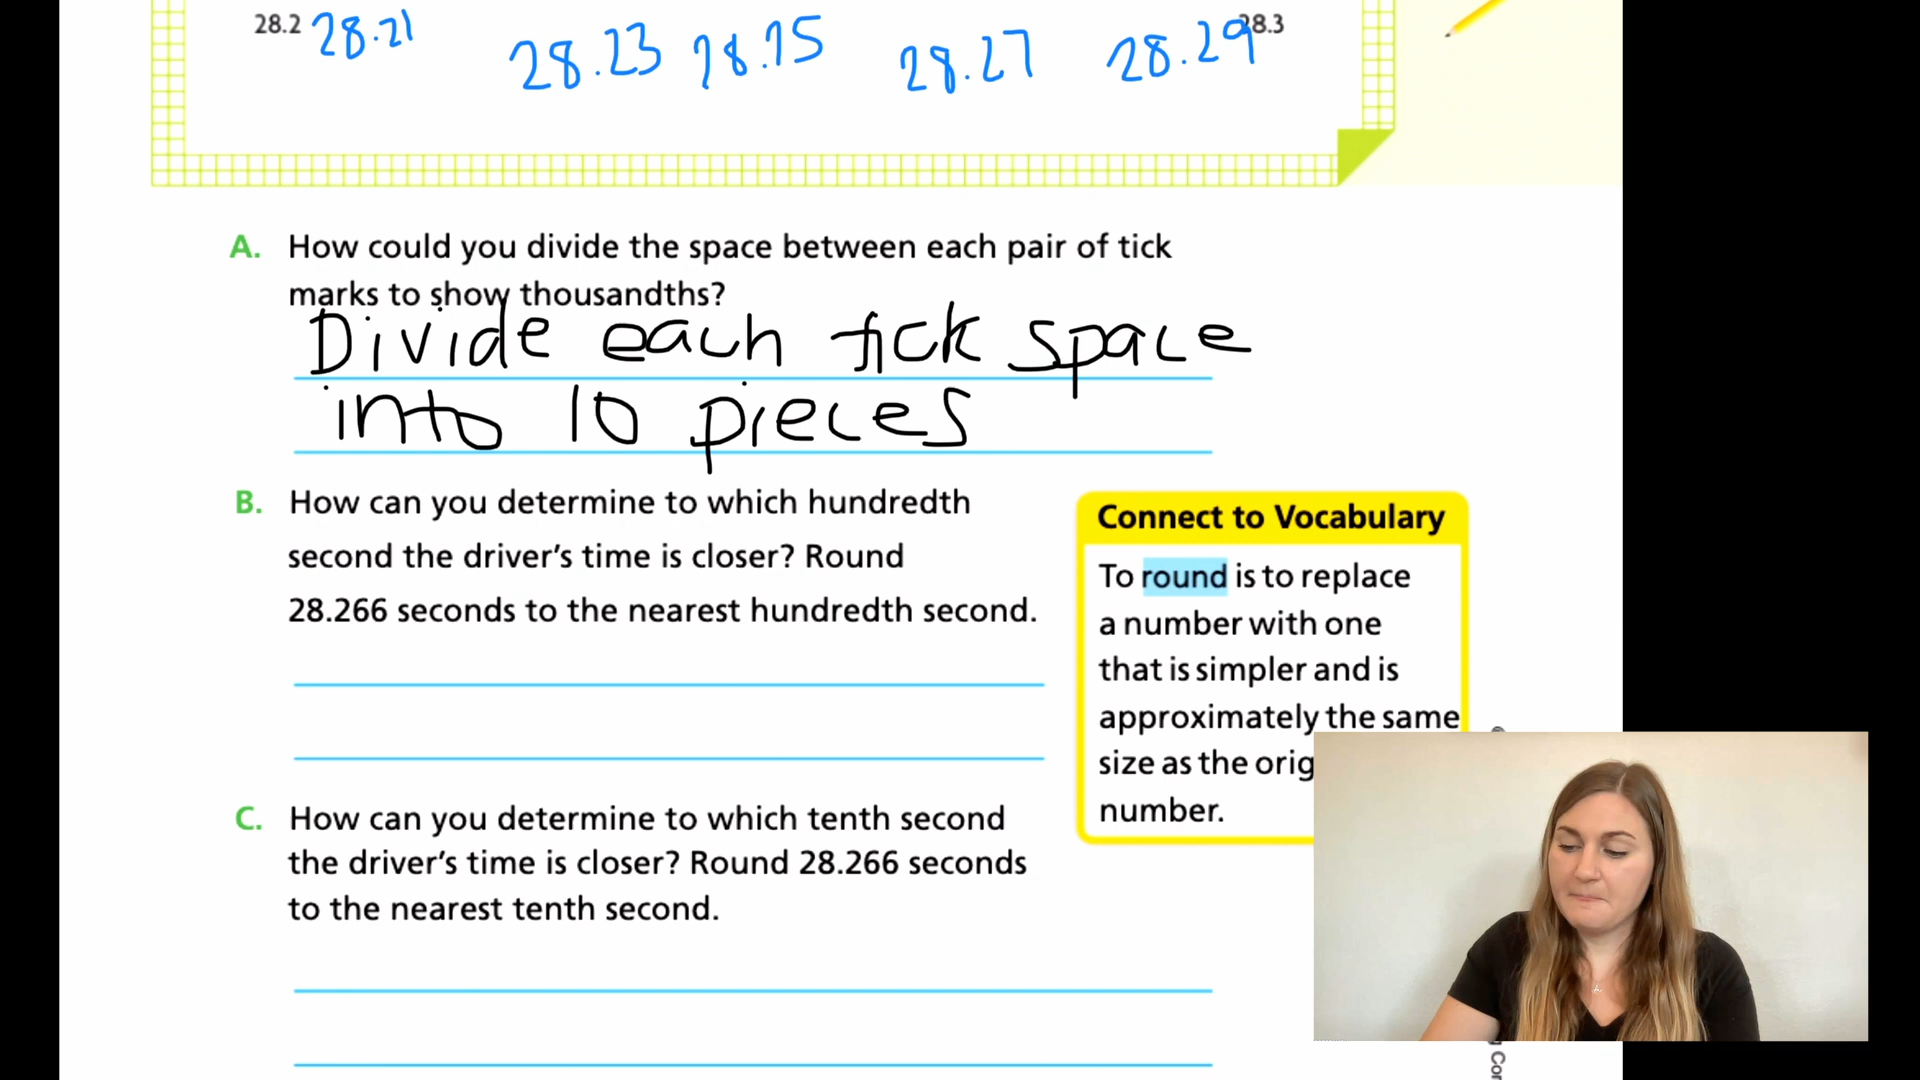 28.2 28.21 28.23 28.25 28.27 28.29 28.3
A. How could you divide the space between each pair of tick
marks to show thousandths?
Divide each tick space
into 10 pieces
B. How can you determine to which hundredth
second the driver's time is closer? Round
28.266 seconds to the nearest hundredth second.
Connect to Vocabulary
To round is to replace
a number with one
that is simpler and is
approximately the same
size as the orig
number.
C. How can you determine to which tenth second
the driver's time is closer? Round 28.266 seconds
to the nearest tenth second.